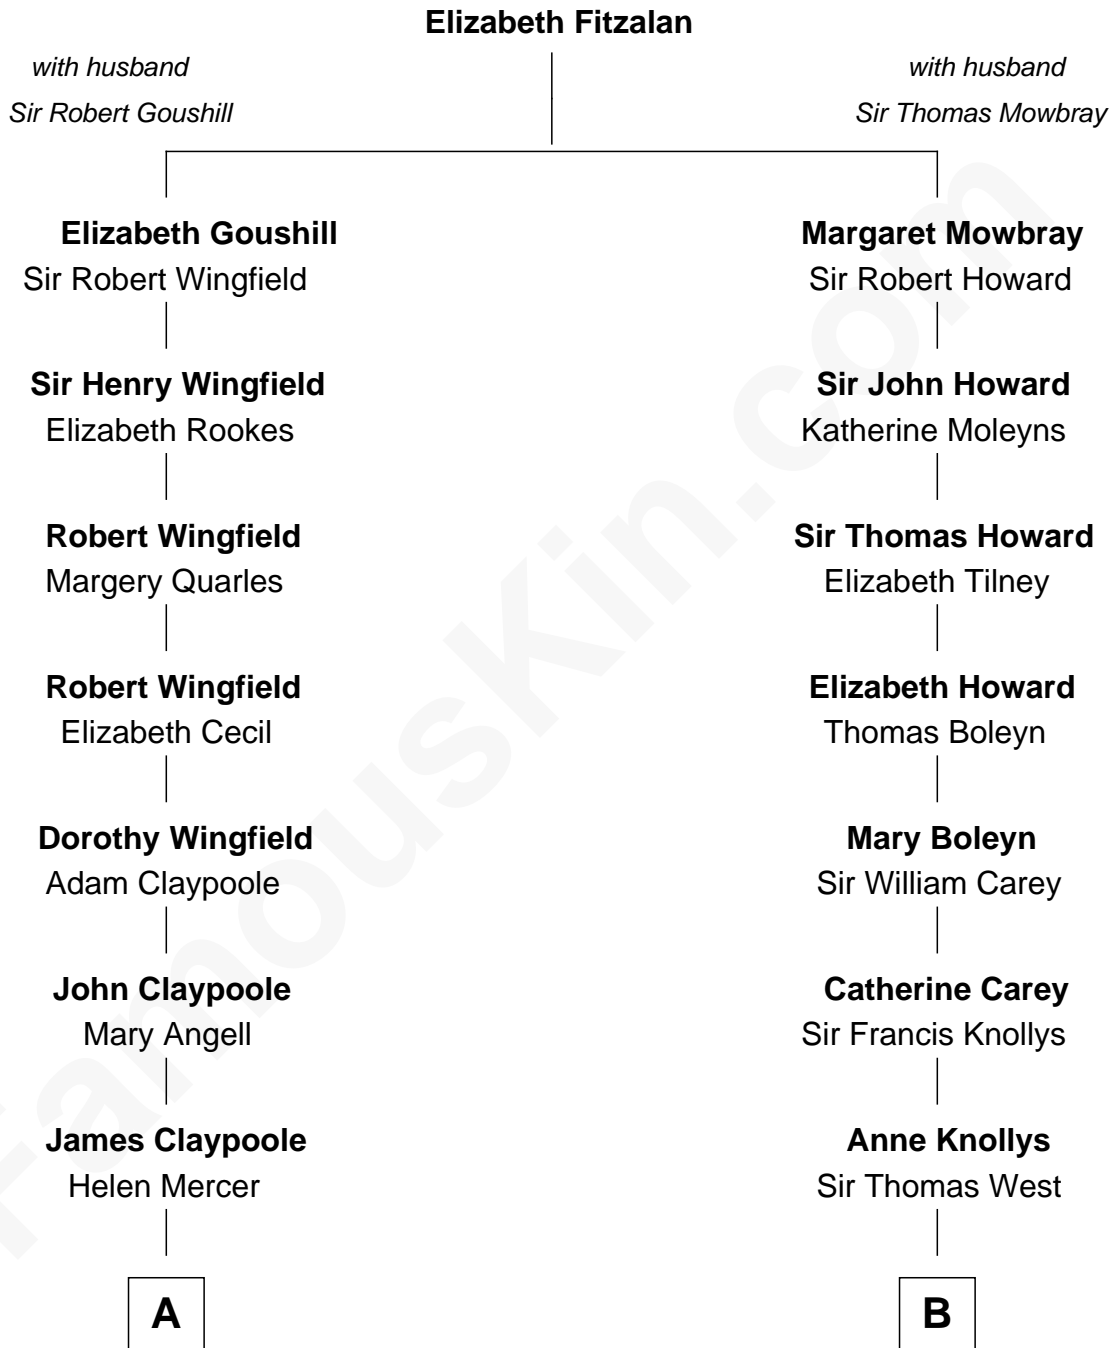 Elizabeth Fitzalan
with husband
Sir Robert Goushill
with husband
Sir Thomas Mowbray
Elizabeth Goushill
Sir Robert Wingfield
Margaret Mowbray
Sir Robert Howard
Sir Henry Wingfield
Elizabeth Rookes
Sir John Howard
Katherine Moleyns
Robert Wingfield
Margery Quarles
Sir Thomas Howard
Elizabeth Tilney
Robert Wingfield
Elizabeth Cecil
Elizabeth Howard
Thomas Boleyn
Dorothy Wingfield
Adam Claypoole
Mary Boleyn
Sir William Carey
John Claypoole
Mary Angell
Catherine Carey
Sir Francis Knollys
James Claypoole
Helen Mercer
Anne Knollys
Sir Thomas West
A
B
FamousKin.com